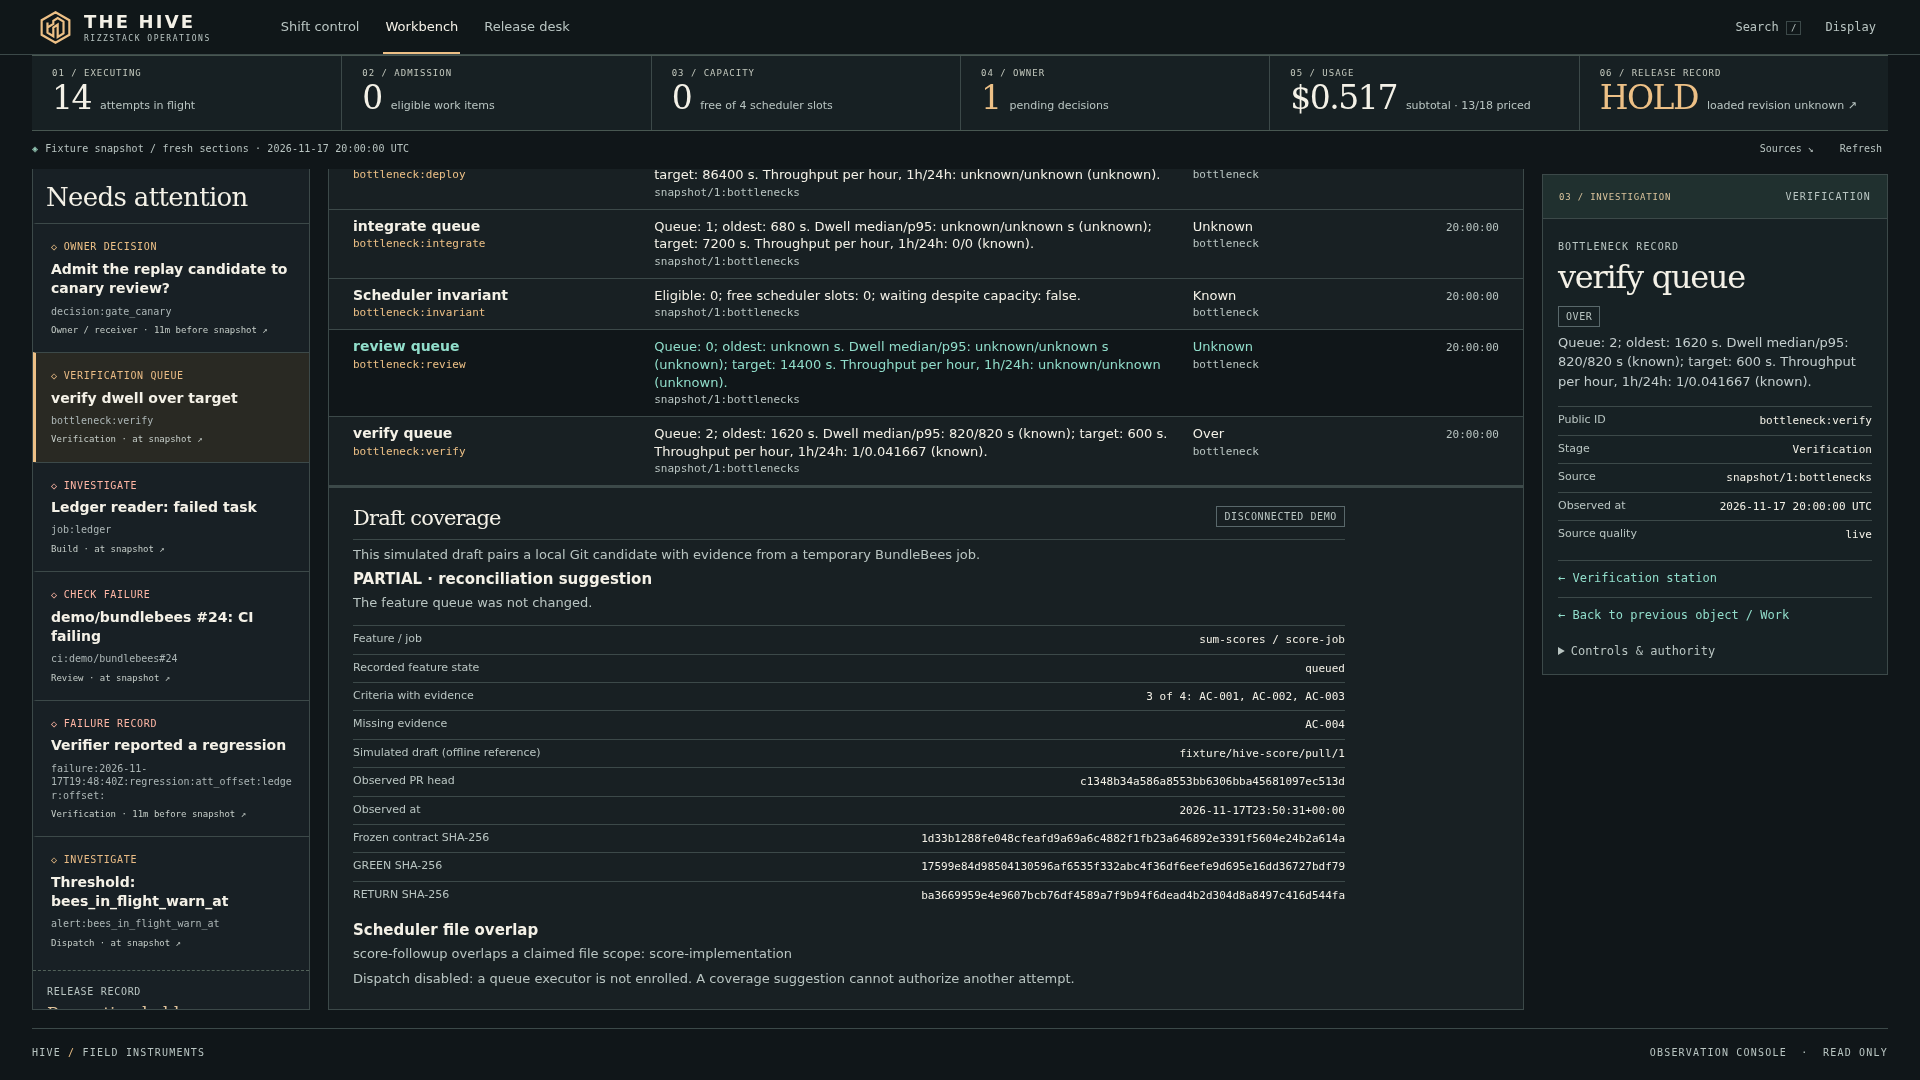 THE HIVE
RIZZSTACK OPERATIONS
Shift control
Workbench
Release desk
Search /
Display
01 / EXECUTING
14 attempts in flight
02 / ADMISSION
0 eligible work items
03 / CAPACITY
0 free of 4 scheduler slots
04 / OWNER
1 pending decisions
05 / USAGE
$0.517 subtotal · 13/18 priced
06 / RELEASE RECORD
HOLD loaded revision unknown ↗
◈ Fixture snapshot / fresh sections · 2026-11-17 20:00:00 UTC
Sources ↘
Refresh
Needs attention
◇ OWNER DECISION
Admit the replay candidate to
canary review?
decision:gate_canary
Owner / receiver · 11m before snapshot ↗
◇ VERIFICATION QUEUE
verify dwell over target
bottleneck:verify
Verification · at snapshot ↗
◇ INVESTIGATE
Ledger reader: failed task
job:ledger
Build · at snapshot ↗
◇ CHECK FAILURE
demo/bundlebees #24: CI
failing
ci:demo/bundlebees#24
Review · at snapshot ↗
◇ FAILURE RECORD
Verifier reported a regression
failure:2026-11-
17T19:48:40Z:regression:att_offset:ledge
r:offset:
Verification · 11m before snapshot ↗
◇ INVESTIGATE
Threshold:
bees_in_flight_warn_at
alert:bees_in_flight_warn_at
Dispatch · at snapshot ↗
RELEASE RECORD
bottleneck:deploy
target: 86400 s. Throughput per hour, 1h/24h: unknown/unknown (unknown).
snapshot/1:bottlenecks
bottleneck
integrate queue
bottleneck:integrate
Queue: 1; oldest: 680 s. Dwell median/p95: unknown/unknown s (unknown);
target: 7200 s. Throughput per hour, 1h/24h: 0/0 (known).
snapshot/1:bottlenecks
Unknown
bottleneck
20:00:00
Scheduler invariant
bottleneck:invariant
Eligible: 0; free scheduler slots: 0; waiting despite capacity: false.
snapshot/1:bottlenecks
Known
bottleneck
20:00:00
review queue
bottleneck:review
Queue: 0; oldest: unknown s. Dwell median/p95: unknown/unknown s
(unknown); target: 14400 s. Throughput per hour, 1h/24h: unknown/unknown
(unknown).
snapshot/1:bottlenecks
Unknown
bottleneck
20:00:00
verify queue
bottleneck:verify
Queue: 2; oldest: 1620 s. Dwell median/p95: 820/820 s (known); target: 600 s.
Throughput per hour, 1h/24h: 1/0.041667 (known).
snapshot/1:bottlenecks
Over
bottleneck
20:00:00
Draft coverage
DISCONNECTED DEMO
This simulated draft pairs a local Git candidate with evidence from a temporary BundleBees job.
PARTIAL · reconciliation suggestion
The feature queue was not changed.
Feature / job sum-scores / score-job
Recorded feature state queued
Criteria with evidence 3 of 4: AC-001, AC-002, AC-003
Missing evidence AC-004
Simulated draft (offline reference) fixture/hive-score/pull/1
Observed PR head c1348b34a586a8553bb6306bba45681097ec513d
Observed at 2026-11-17T23:50:31+00:00
Frozen contract SHA-256 1d33b1288fe048cfeafd9a69a6c4882f1fb23a646892e3391f5604e24b2a614a
GREEN SHA-256 17599e84d98504130596af6535f332abc4f36df6eefe9d695e16dd36727bdf79
RETURN SHA-256 ba3669959e4e9607bcb76df4589a7f9b94f6dead4b2d304d8a8497c416d544fa
Scheduler file overlap
score-followup overlaps a claimed file scope: score-implementation
Dispatch disabled: a queue executor is not enrolled. A coverage suggestion cannot authorize another attempt.
03 / INVESTIGATION
VERIFICATION
BOTTLENECK RECORD
verify queue
OVER
Queue: 2; oldest: 1620 s. Dwell median/p95:
820/820 s (known); target: 600 s. Throughput
per hour, 1h/24h: 1/0.041667 (known).
Public ID bottleneck:verify
Stage Verification
Source snapshot/1:bottlenecks
Observed at 2026-11-17 20:00:00 UTC
Source quality live
← Verification station
← Back to previous object / Work
▶ Controls & authority
HIVE / FIELD INSTRUMENTS
OBSERVATION CONSOLE · READ ONLY